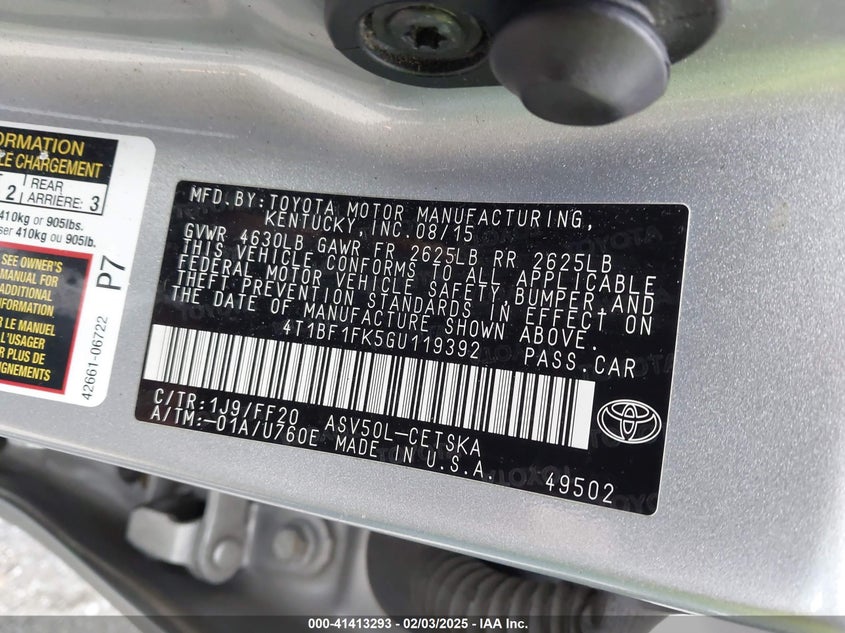 ORMATION
LE CHARGEMENT
2 REAR ARRIÈRE: 3
410kg or 905lbs.
ser 410kg ou 905lb.
SEE OWNER'S
MANUAL FOR
ADDITIONAL
INFORMATION
R LE MANUEL
L'USAGER
R PLUS DE
IGNEMENTS
P7
42661-06722
MFD.BY:TOYOTA MOTOR MANUFACTURING,
KENTUCKY,INC.08/15
GVWR 4630LB GAWR FR 2625LB RR 2625LB
THIS VEHICLE CONFORMS TO ALL APPLICABLE
FEDERAL MOTOR VEHICLE SAFETY,BUMPER,AND
THEFT PREVENTION STANDARDS IN EFFECT ON
THE DATE OF MANUFACTURE SHOWN ABOVE.
4T1BF1FK5GU119392 PASS.CAR
C/TR:1J9/FF20 ASV50L-CETSKA
A/TM:-01A/U760E MADE IN U.S.A.
49502
000-41413293 - 02/03/2025 - IAA Inc.